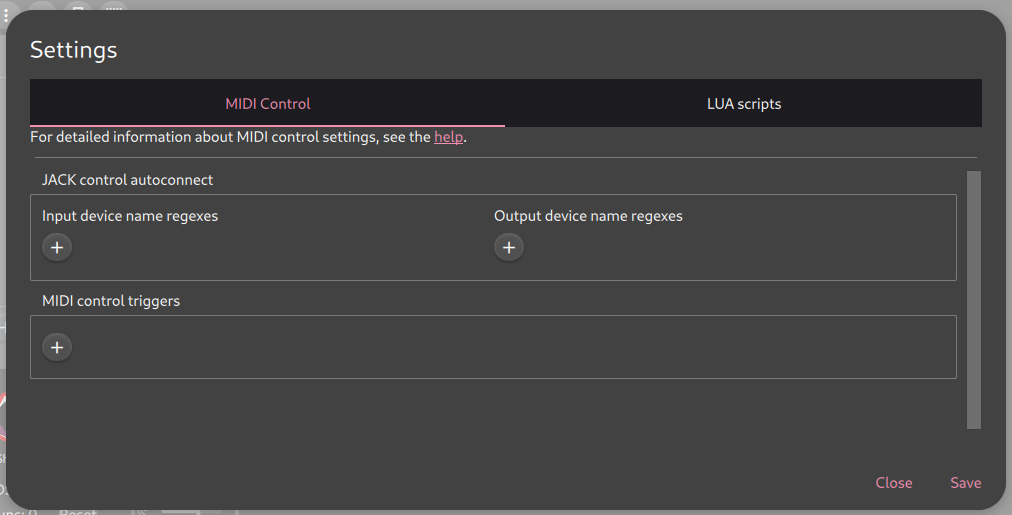 Settings
MIDI Control
LUA scripts
For detailed information about MIDI control settings, see the help.
JACK control autoconnect
Input device name regexes
Output device name regexes
MIDI control triggers
Close
Save
Reset